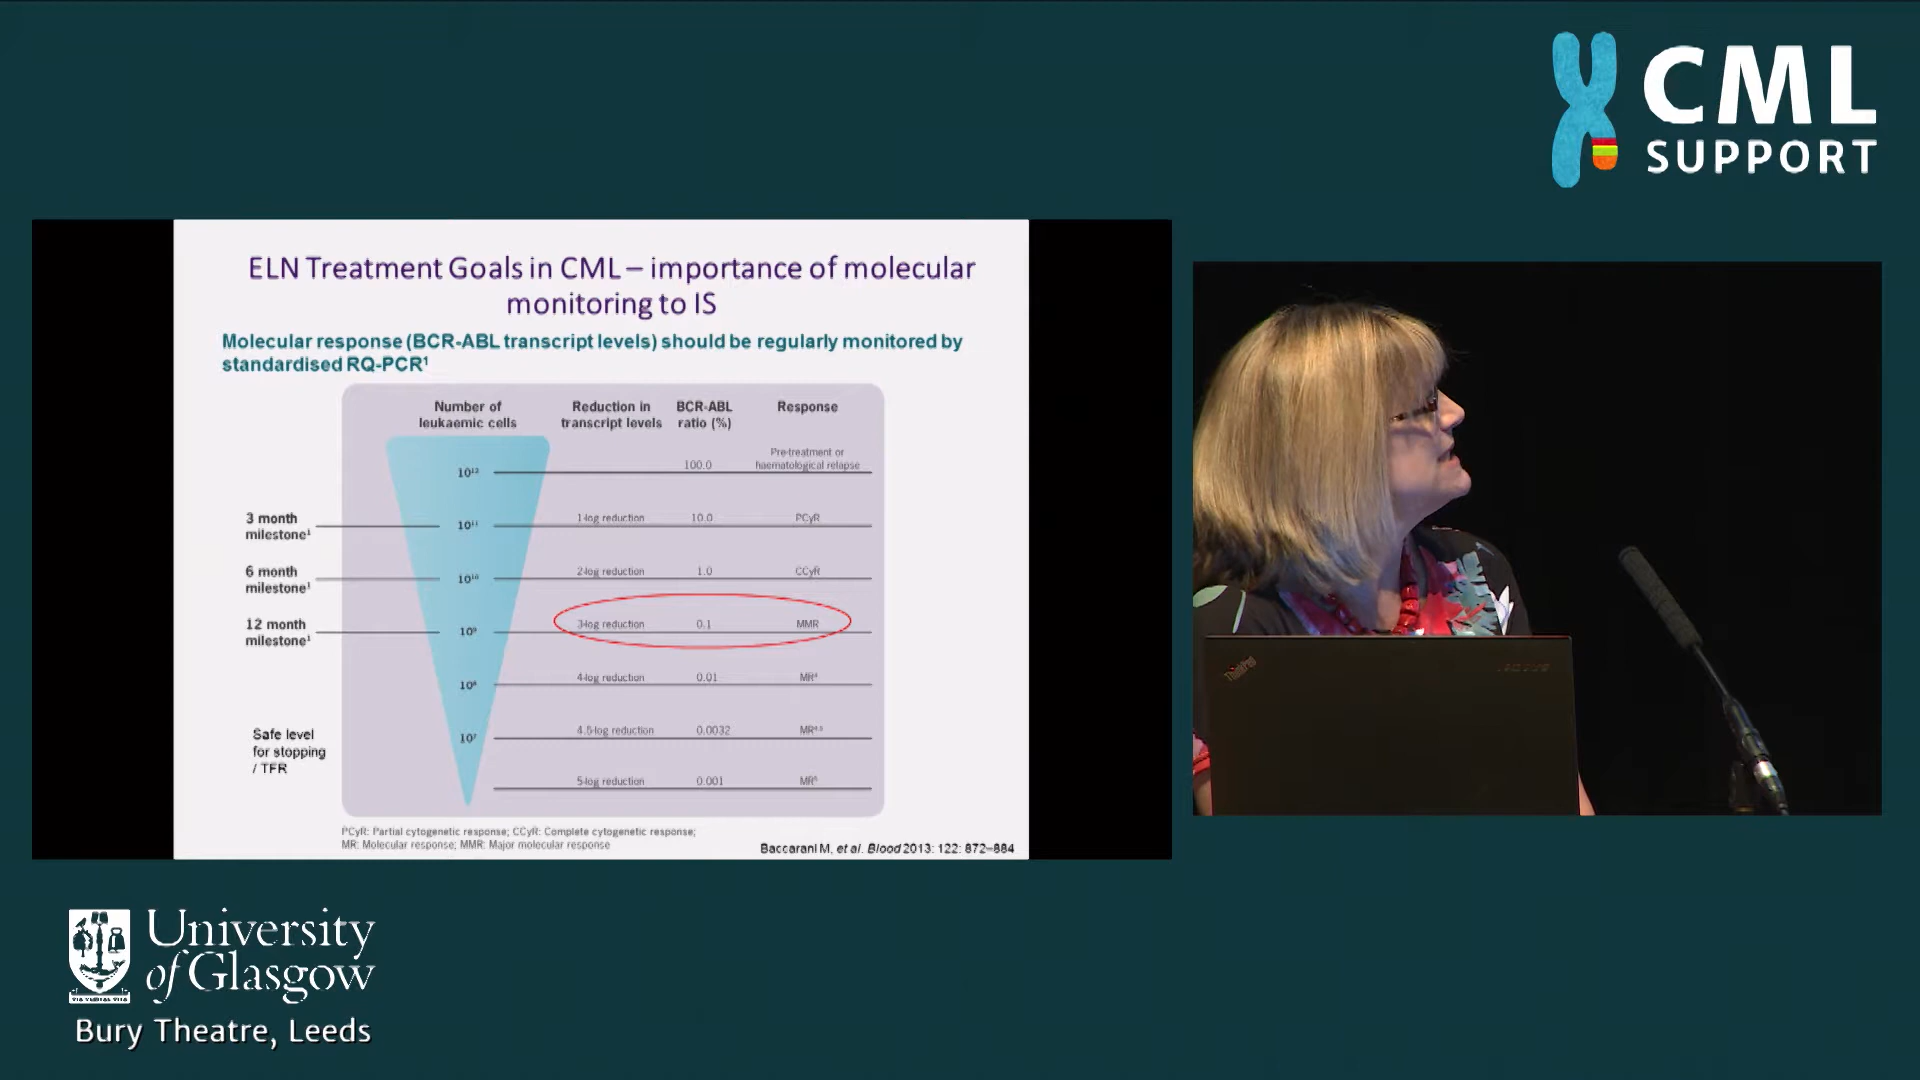 CML
SUPPORT
ELN Treatment Goals in CML – importance of molecular
monitoring to IS
Molecular response (BCR-ABL transcript levels) should be regularly monitored by
standardised RQ-PCR¹
Number of
leukaemic cells
Reduction in
transcript levels
BCR-ABL
ratio (%)
Response
10¹² 100.0 Pre-treatment or
haematological relapse
3 month
milestone¹
10¹¹ 1-log reduction 10.0 PCyR
6 month
milestone¹
10¹⁰ 2-log reduction 1.0 CCyR
12 month
milestone¹
10⁹ 3-log reduction 0.1 MMR
10⁸ 4-log reduction 0.01 MR⁴
Safe level
for stopping
/ TFR
10⁷ 4.5-log reduction 0.0032 MR⁴·⁵
5-log reduction 0.001 MR⁵
PCyR: Partial cytogenetic response; CCyR: Complete cytogenetic response;
MR: Molecular response; MMR: Major molecular response
Baccarani M, et al. Blood 2013: 122: 872–884
ThinkPad
University
of Glasgow
VIA VERITAS VITA
Bury Theatre, Leeds